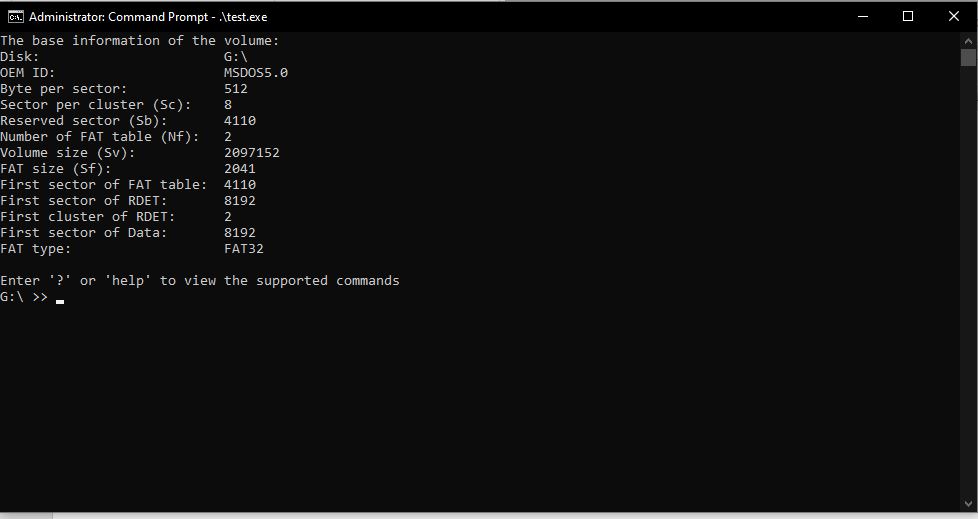 Administrator: Command Prompt - .\test.exe
The base information of the volume:
Disk:                       G:\
OEM ID:                     MSDOS5.0
Byte per sector:            512
Sector per cluster (Sc):    8
Reserved sector (Sb):       4110
Number of FAT table (Nf):   2
Volume size (Sv):           2097152
FAT size (Sf):              2041
First sector of FAT table:  4110
First sector of RDET:       8192
First cluster of RDET:      2
First sector of Data:       8192
FAT type:                   FAT32
Enter '?' or 'help' to view the supported commands
G:\ >>